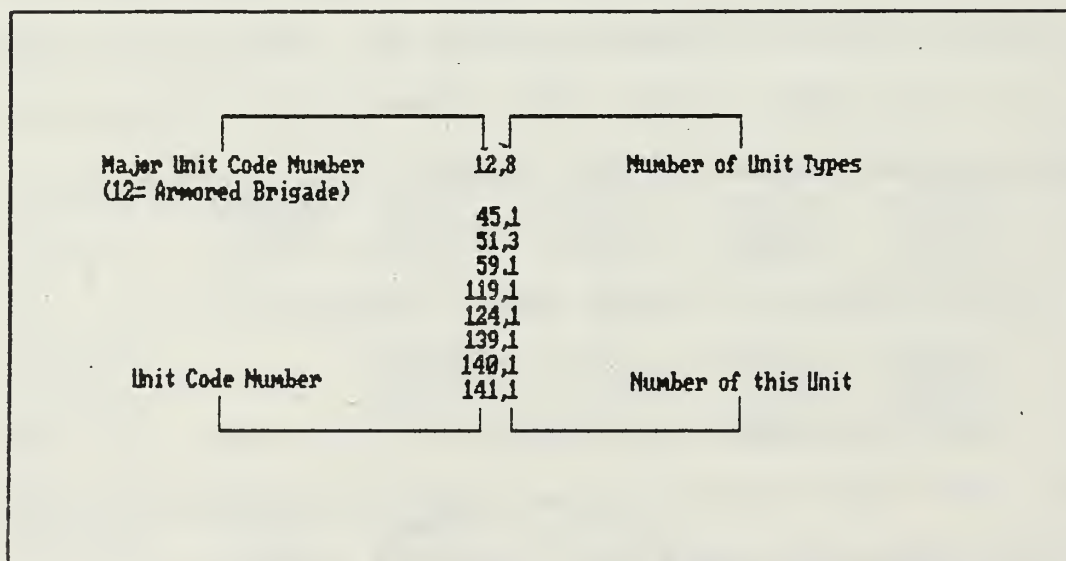 Major Unit Code Number 12,8 Number of Unit Types
(12= Armored Brigade)
45,1
51,3
59,1
119,1
124,1
139,1
140,1
Unit Code Number 141,1 Number of this Unit